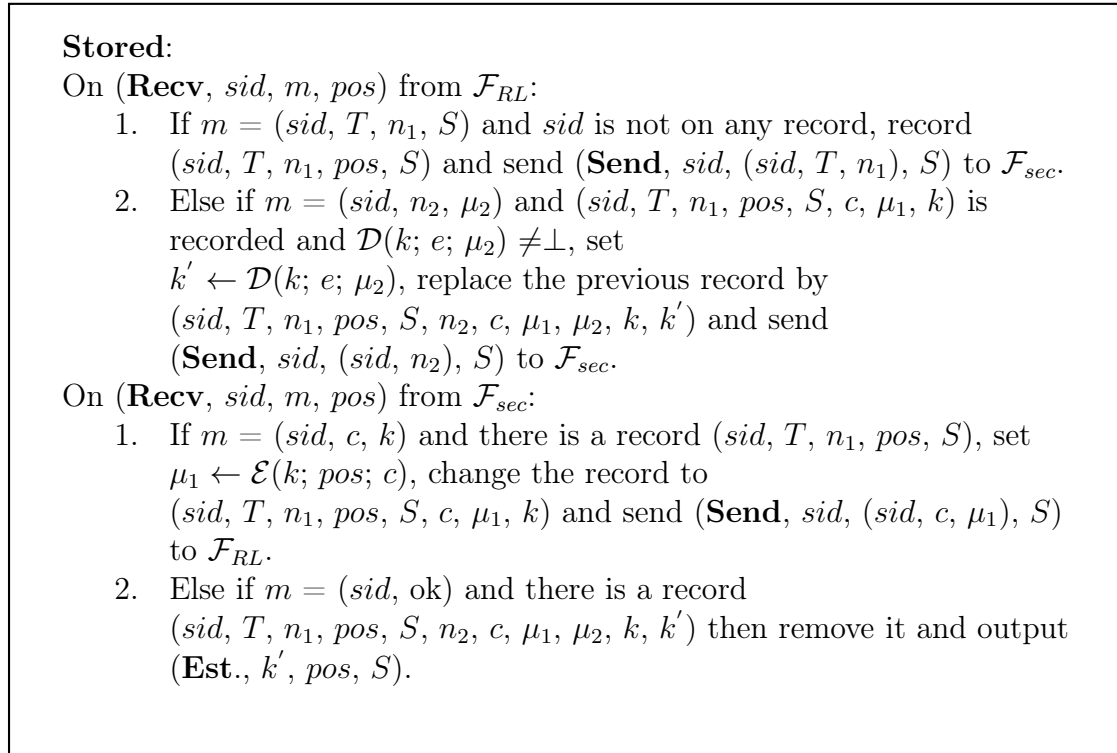 Stored:
On (Recv, sid, m, pos) from ℱ_RL:
1. If m = (sid, T, n₁, S) and sid is not on any record, record
(sid, T, n₁, pos, S) and send (Send, sid, (sid, T, n₁), S) to ℱ_sec.
2. Else if m = (sid, n₂, μ₂) and (sid, T, n₁, pos, S, c, μ₁, k) is
recorded and 𝒟(k; e; μ₂) ≠⊥, set
k′ ← 𝒟(k; e; μ₂), replace the previous record by
(sid, T, n₁, pos, S, n₂, c, μ₁, μ₂, k, k′) and send
(Send, sid, (sid, n₂), S) to ℱ_sec.
On (Recv, sid, m, pos) from ℱ_sec:
1. If m = (sid, c, k) and there is a record (sid, T, n₁, pos, S), set
μ₁ ← ℰ(k; pos; c), change the record to
(sid, T, n₁, pos, S, c, μ₁, k) and send (Send, sid, (sid, c, μ₁), S)
to ℱ_RL.
2. Else if m = (sid, ok) and there is a record
(sid, T, n₁, pos, S, n₂, c, μ₁, μ₂, k, k′) then remove it and output
(Est., k′, pos, S).